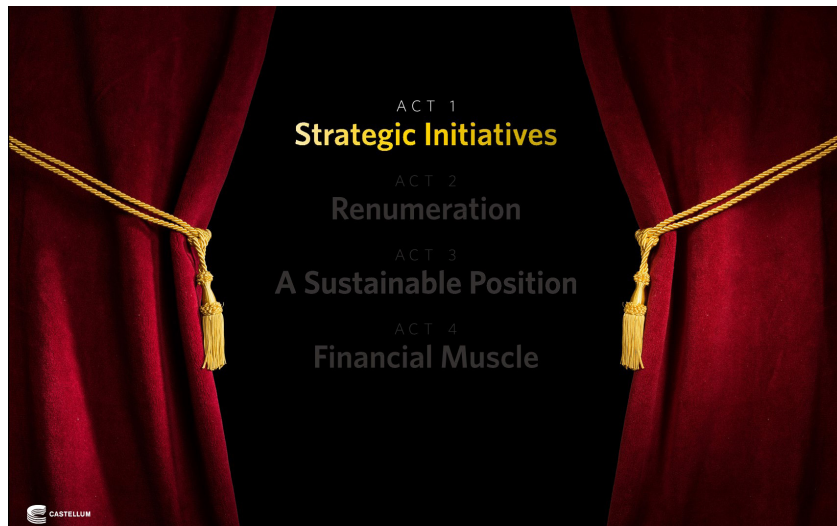 ACT 1
Strategic Initiatives
ACT 2
Renumeration
ACT 3
A Sustainable Position
ACT 4
Financial Muscle
CASTELLUM